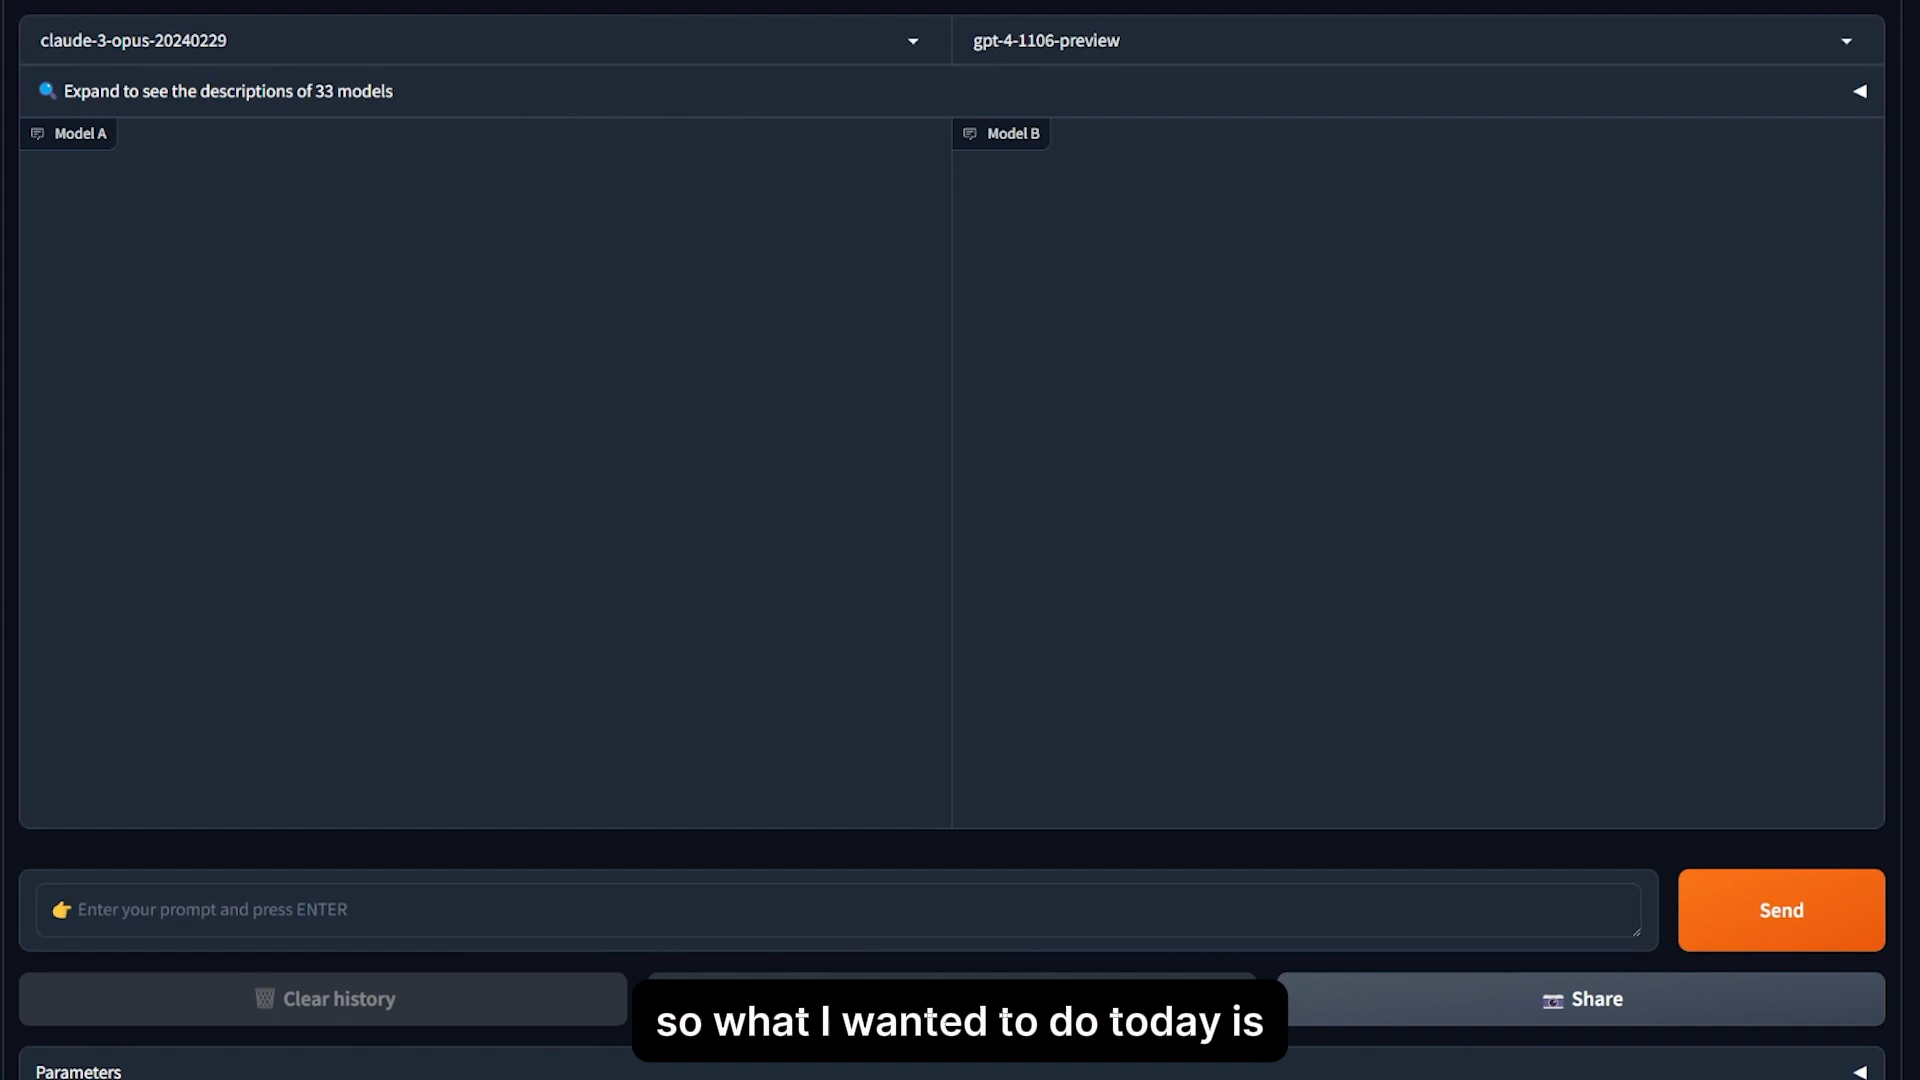 claude-3-opus-20240229
gpt-4-1106-preview
Expand to see the descriptions of 33 models
Model A
Model B
Enter your prompt and press ENTER
Send
Clear history
Share
so what I wanted to do today is
Parameters